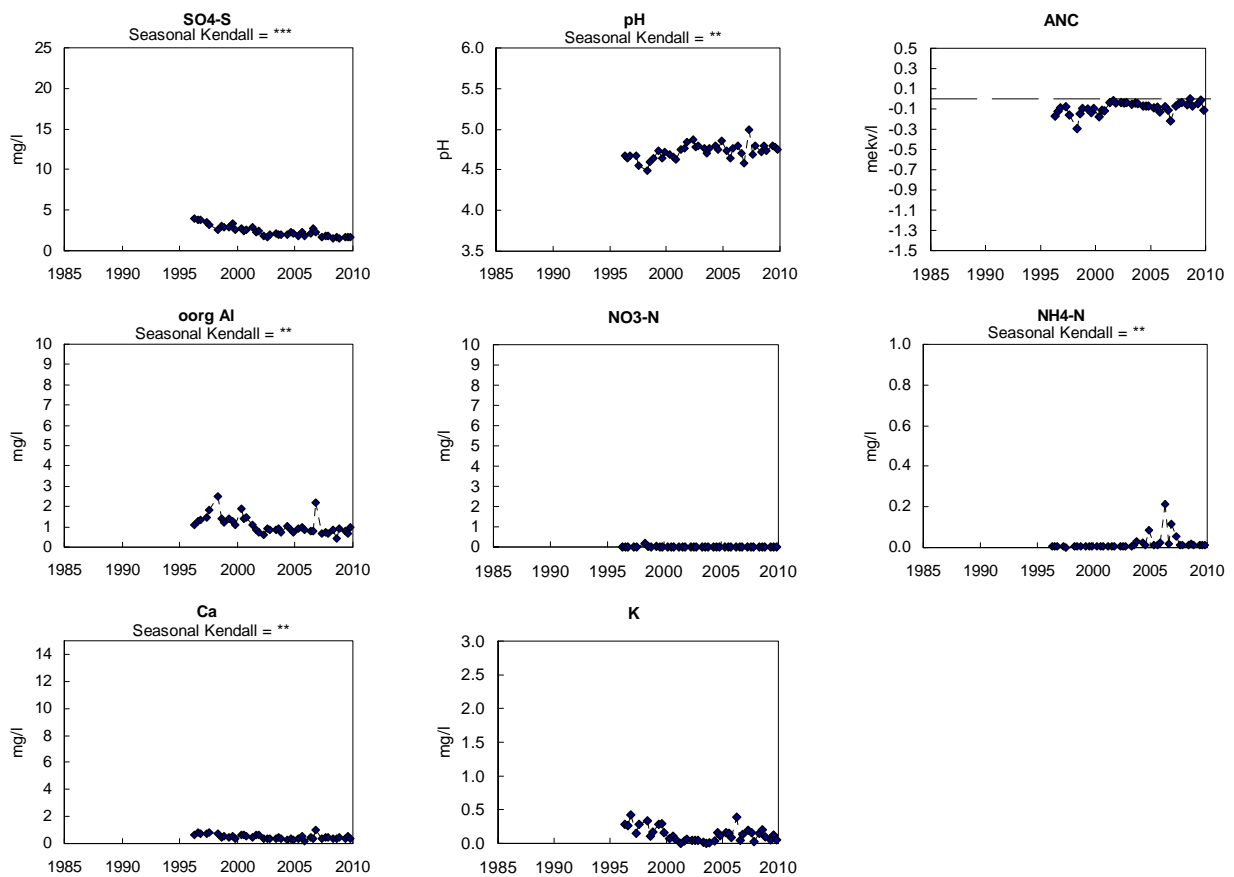 SO4-S
Seasonal Kendall = ***
mg/l
25
20
15
10
5
0
1985 1990 1995 2000 2005 2010
pH
Seasonal Kendall = **
pH
6.0
5.5
5.0
4.5
4.0
3.5
1985 1990 1995 2000 2005 2010
ANC
mekv/l
0.5
0.3
0.1
-0.1
-0.3
-0.5
-0.7
-0.9
-1.1
-1.3
-1.5
1985 1990 1995 2000 2005 2010
oorg Al
Seasonal Kendall = **
mg/l
10
9
8
7
6
5
4
3
2
1
0
1985 1990 1995 2000 2005 2010
NO3-N
mg/l
10
9
8
7
6
5
4
3
2
1
0
1985 1990 1995 2000 2005 2010
NH4-N
Seasonal Kendall = **
mg/l
1.0
0.8
0.6
0.4
0.2
0.0
1985 1990 1995 2000 2005 2010
Ca
Seasonal Kendall = **
mg/l
14
12
10
8
6
4
2
0
1985 1990 1995 2000 2005 2010
K
mg/l
3.0
2.5
2.0
1.5
1.0
0.5
0.0
1985 1990 1995 2000 2005 2010